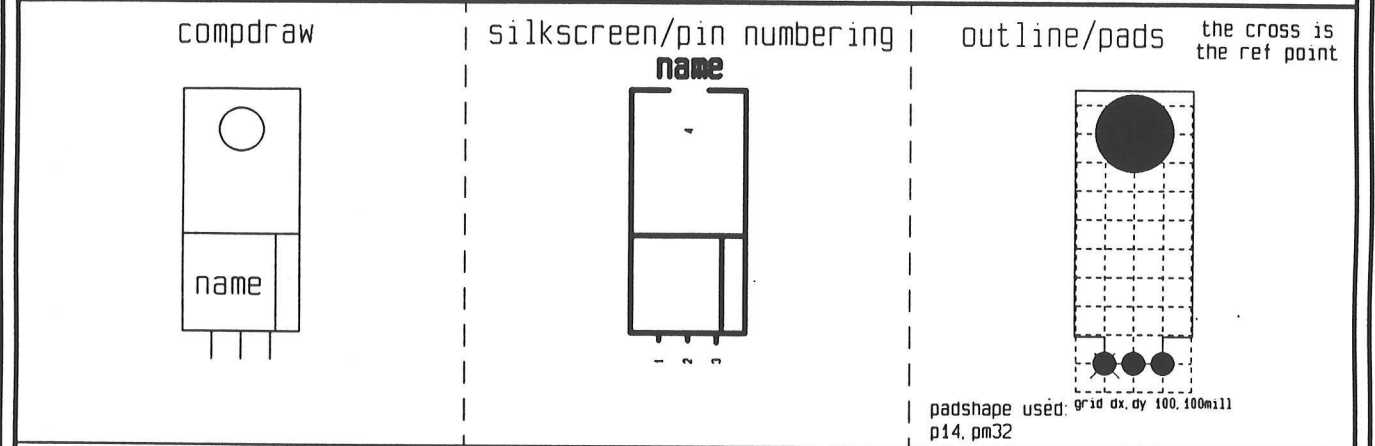 compdraw
name
silkscreen/pin numbering
name
4
1 2 3
outline/pads
the cross is
the ref point
padshape used: grid dx, dy 100, 100mill
p14, pm32